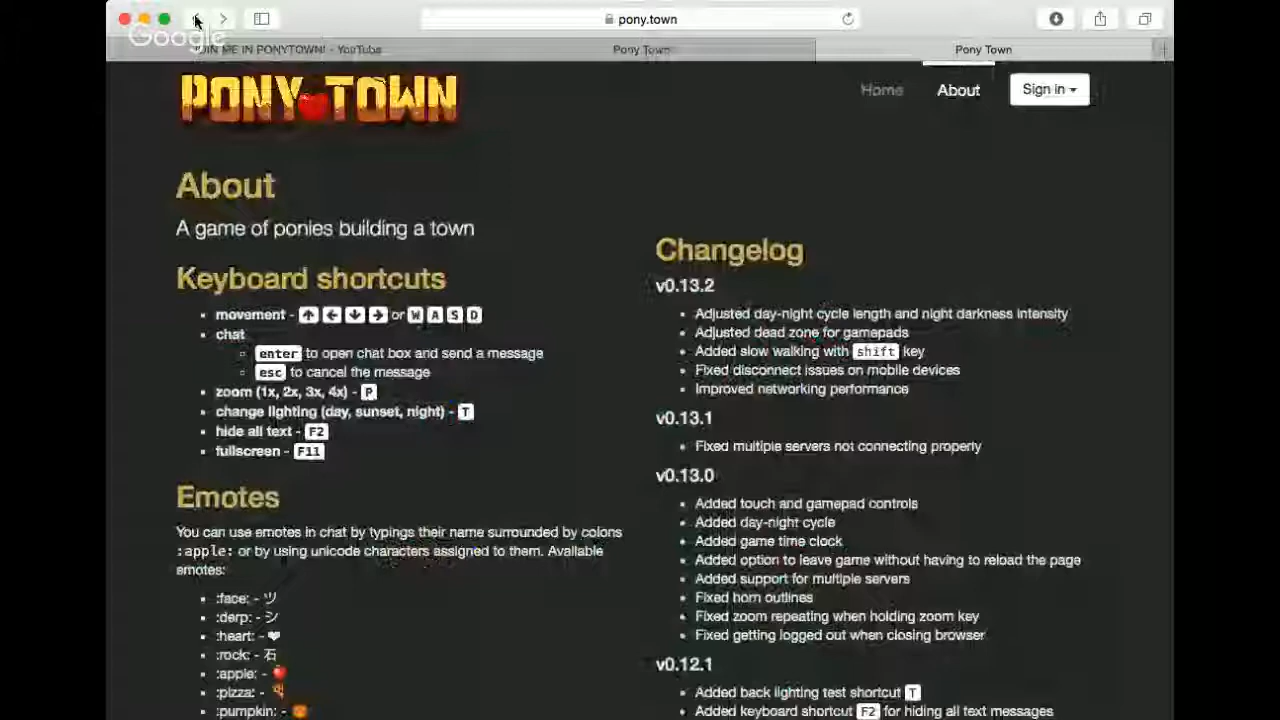 pony.town
Google
JOIN ME IN PONYTOWN! - YouTube
Pony Town
Pony Town
PONY TOWN
Home
About
Sign in
About
A game of ponies building a town
Keyboard shortcuts
movement - ↑ ← ↓ → or W A S D
chat
enter to open chat box and send a message
esc to cancel the message
zoom (1x, 2x, 3x, 4x) - P
change lighting (day, sunset, night) - T
hide all text - F2
fullscreen - F11
Emotes
You can use emotes in chat by typings their name surrounded by colons
:apple: or by using unicode characters assigned to them. Available
emotes:
:face: - ツ
:derp: - シ
:heart: - ❤
:rock: - 石
:apple: - 🍎
:pizza: - 🍕
:pumpkin: - 🎃
Changelog
v0.13.2
Adjusted day-night cycle length and night darkness intensity
Adjusted dead zone for gamepads
Added slow walking with shift key
Fixed disconnect issues on mobile devices
Improved networking performance
v0.13.1
Fixed multiple servers not connecting properly
v0.13.0
Added touch and gamepad controls
Added day-night cycle
Added game time clock
Added option to leave game without having to reload the page
Added support for multiple servers
Fixed horn outlines
Fixed zoom repeating when holding zoom key
Fixed getting logged out when closing browser
v0.12.1
Added back lighting test shortcut T
Added keyboard shortcut F2 for hiding all text messages